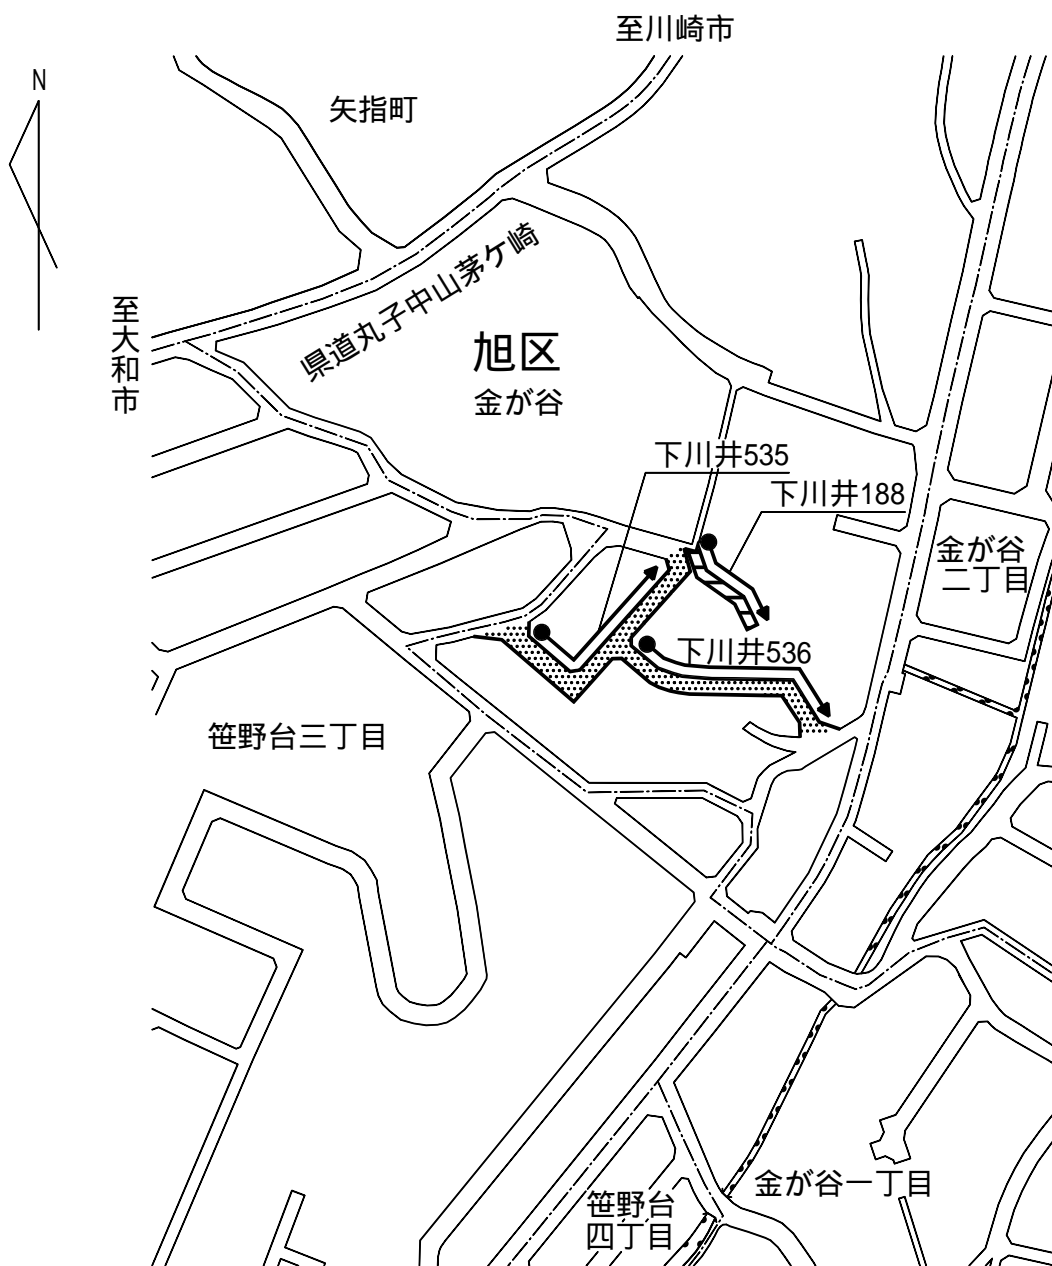 至川崎市
N
矢指町
県道丸子中山茅ケ崎
至大和市
旭区
金が谷
下川井535
下川井188
金が谷
二丁目
下川井536
笹野台三丁目
金が谷一丁目
笹野台
四丁目